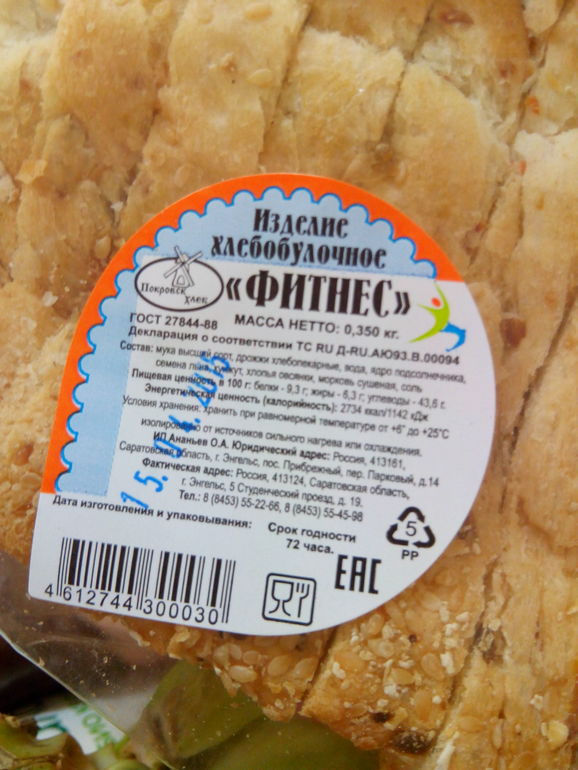 Изделие
хлебобулочное
«ФИТНЕС»
Покровск
хлеб
ГОСТ 27844-88 МАССА НЕТТО: 0,350 кг.
Декларация о соответствии ТС RU Д-RU.АЮ93.В.00094
Состав: мука высший сорт, дрожжи хлебопекарные, вода, ядро подсолнечника,
семена льна, кунжут, хлопья овсянки, морковь сушеная, соль
Пищевая ценность в 100 г: белки - 9,3 г; жиры - 6,3 г; углеводы - 43,6 г.
Энергетическая ценность (калорийность): 2734 ккал/1142 кДж
Условия хранения: хранить при равномерной температуре от +6° до +25°С
изолировано от источников сильного нагрева или охлаждения.
ИП Ананьев О.А. Юридический адрес: Россия, 413161,
Саратовская область, г. Энгельс, пос. Прибрежный, пер. Парковый, д.14
Фактическая адрес: Россия, 413124, Саратовская область,
г. Энгельс, 5 Студенческий проезд, д. 19.
Тел.: 8 (8453) 55-22-66, 8 (8453) 55-45-98
Дата изготовления и упаковывания:
Срок годности
72 часа.
5
PP
EAC
4 612744 300030